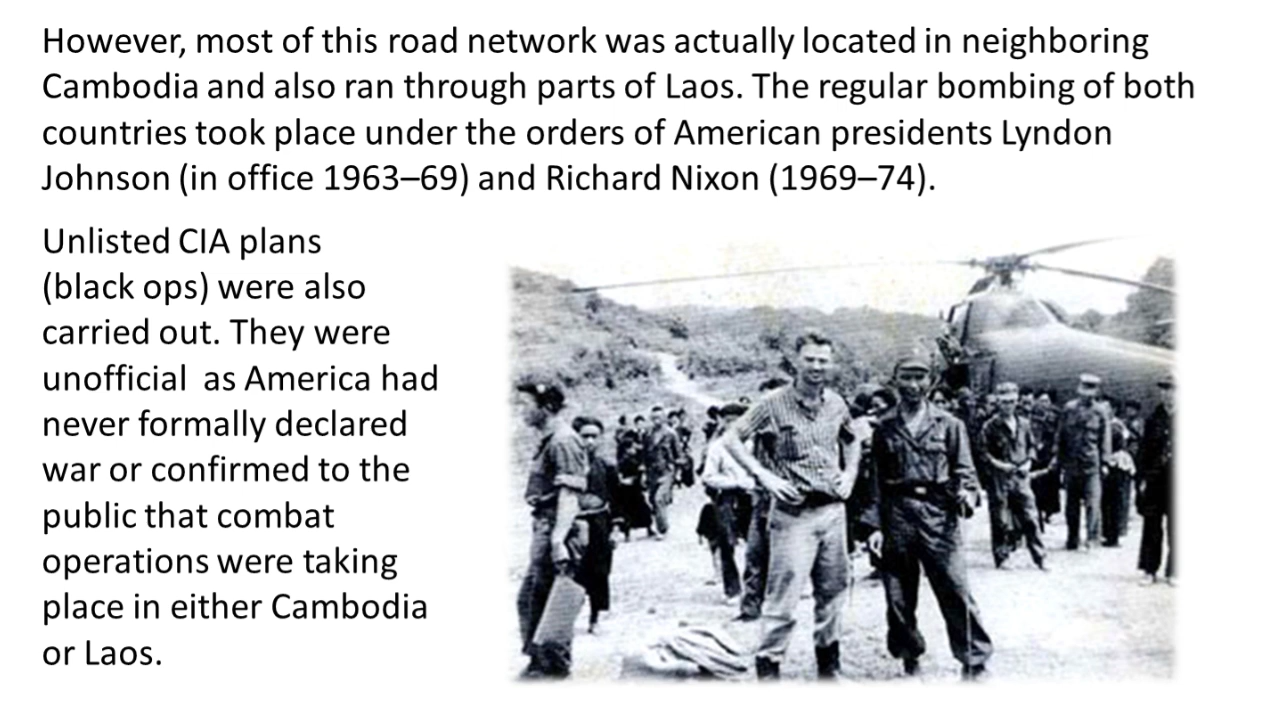 However, most of this road network was actually located in neighboring
Cambodia and also ran through parts of Laos. The regular bombing of both
countries took place under the orders of American presidents Lyndon
Johnson (in office 1963–69) and Richard Nixon (1969–74).
Unlisted CIA plans
(black ops) were also
carried out. They were
unofficial  as America had
never formally declared
war or confirmed to the
public that combat
operations were taking
place in either Cambodia
or Laos.